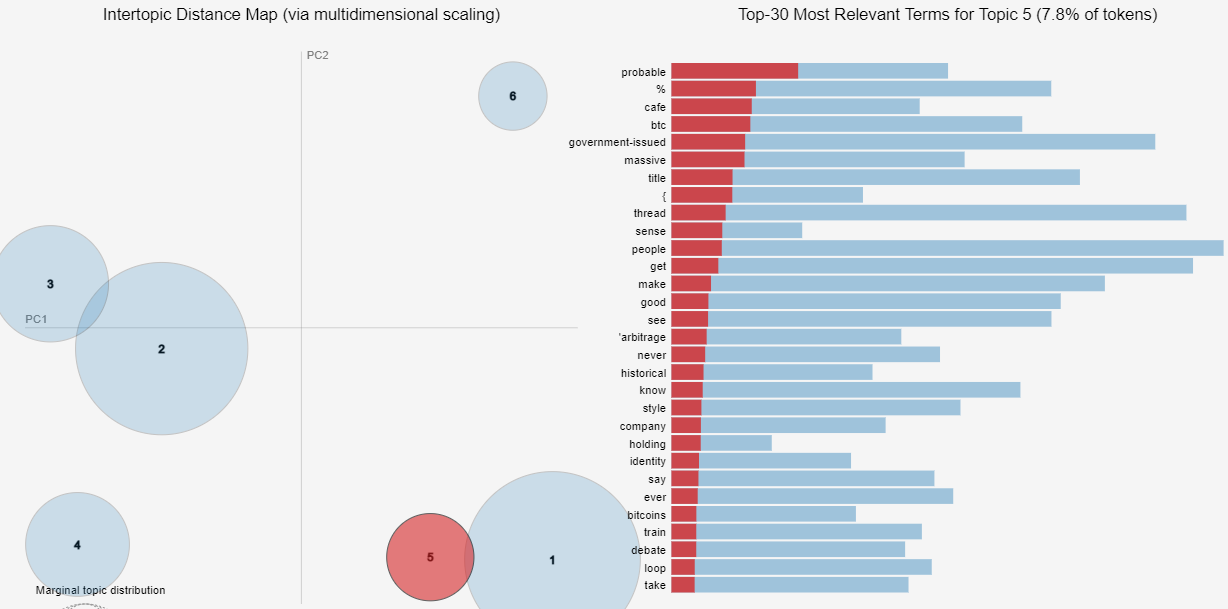 Intertopic Distance Map (via multidimensional scaling)
PC2
6
3
PC1
2
4
5
1
Marginal topic distribution
Top-30 Most Relevant Terms for Topic 5 (7.8% of tokens)
probable
%
cafe
btc
government-issued
massive
title
{
thread
sense
people
get
make
good
see
'arbitrage
never
historical
know
style
company
holding
identity
say
ever
bitcoins
train
debate
loop
take